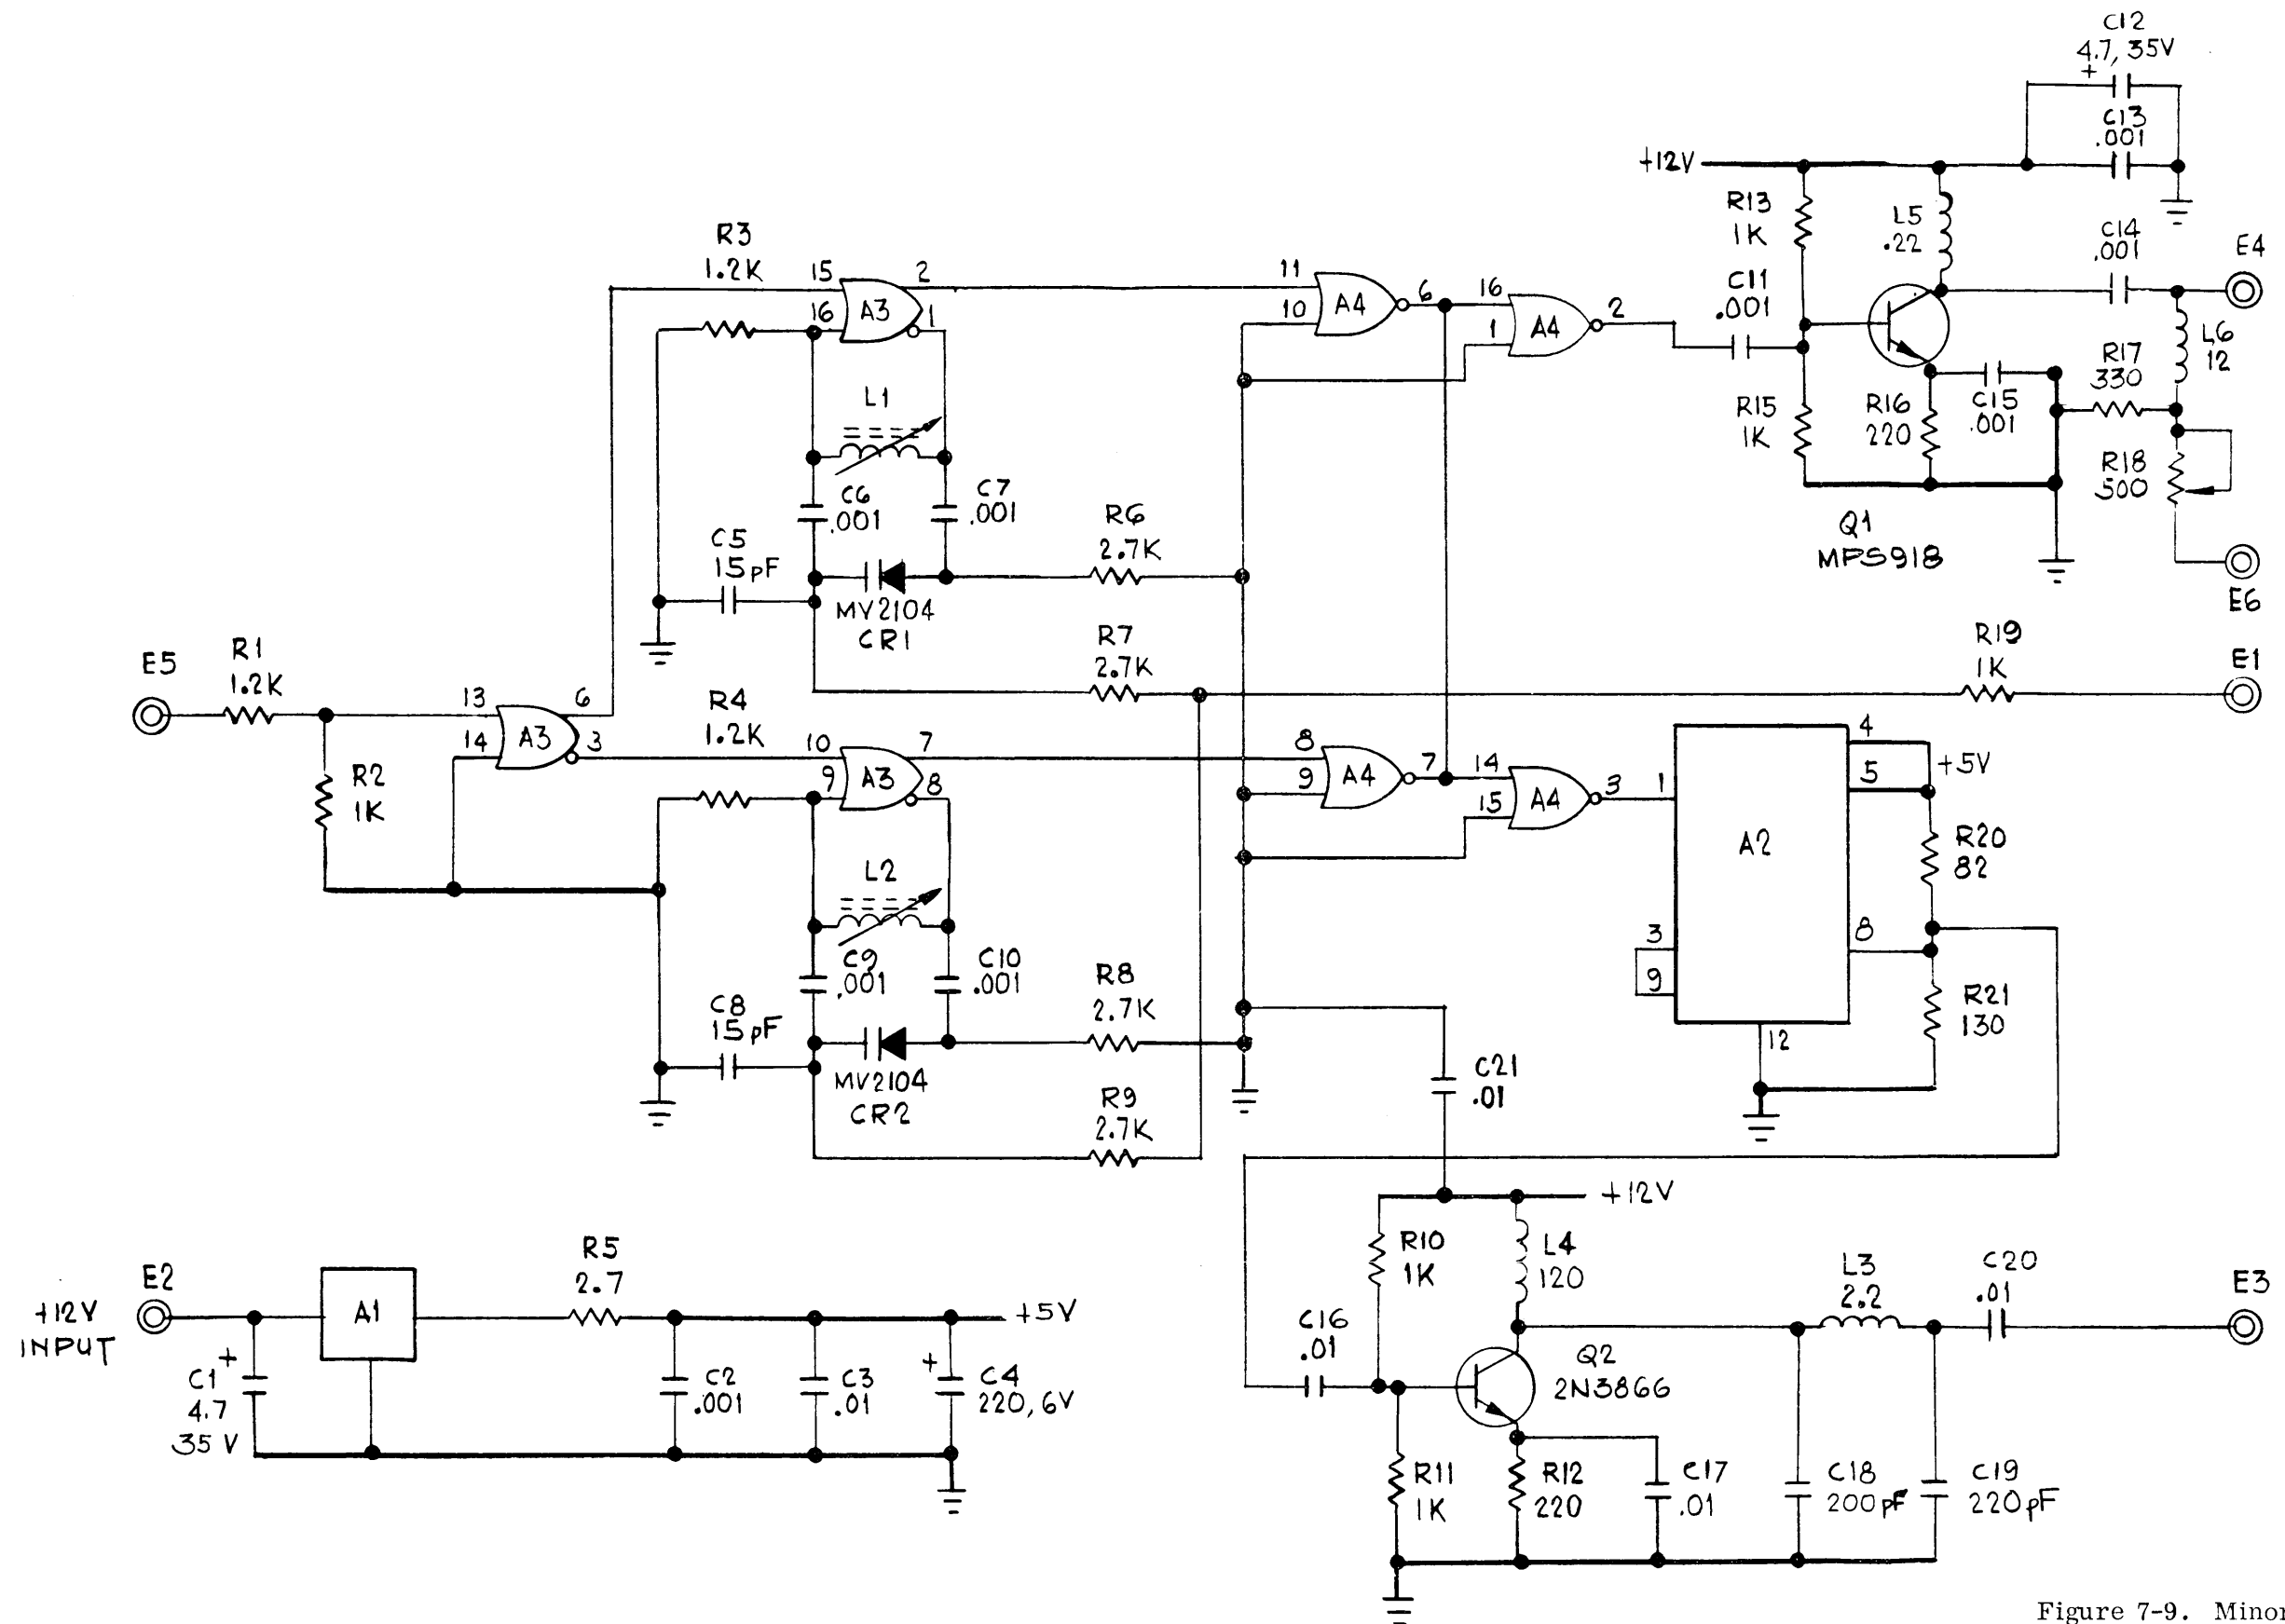 C12
4.7, 35V
+
C13
.001
+12V
R13
1K
L5
.22
C14
.001
E4
R3
1.2K
15
2
16
A3
1
11
10
A4
6
16
1
A4
2
C11
.001
L6
12
R17
330
L1
R15
1K
R16
220
C15
.001
R18
500
C6
.001
C7
.001
R6
2.7K
Q1
MPS918
C5
15pF
MV2104
CR1
E6
R7
2.7K
R19
1K
E1
E5
R1
1.2K
13
14
A3
6
3
R4
1.2K
10
9
A3
7
8
8
9
A4
7
14
15
A4
3
1
A2
4
5
+5V
R2
1K
R20
82
L2
3
9
8
C9
.001
C10
.001
R8
2.7K
R21
130
C8
15pF
MV2104
CR2
12
C21
.01
R9
2.7K
+12V
R10
1K
L4
120
E2
+12V
INPUT
A1
R5
2.7
+5V
C16
.01
Q2
2N3866
L3
2.2
C20
.01
E3
+
C1
4.7
35V
C2
.001
C3
.01
+
C4
220,6V
R11
1K
R12
220
C17
.01
C18
200pF
C19
220pF
Figure 7-9. Minor